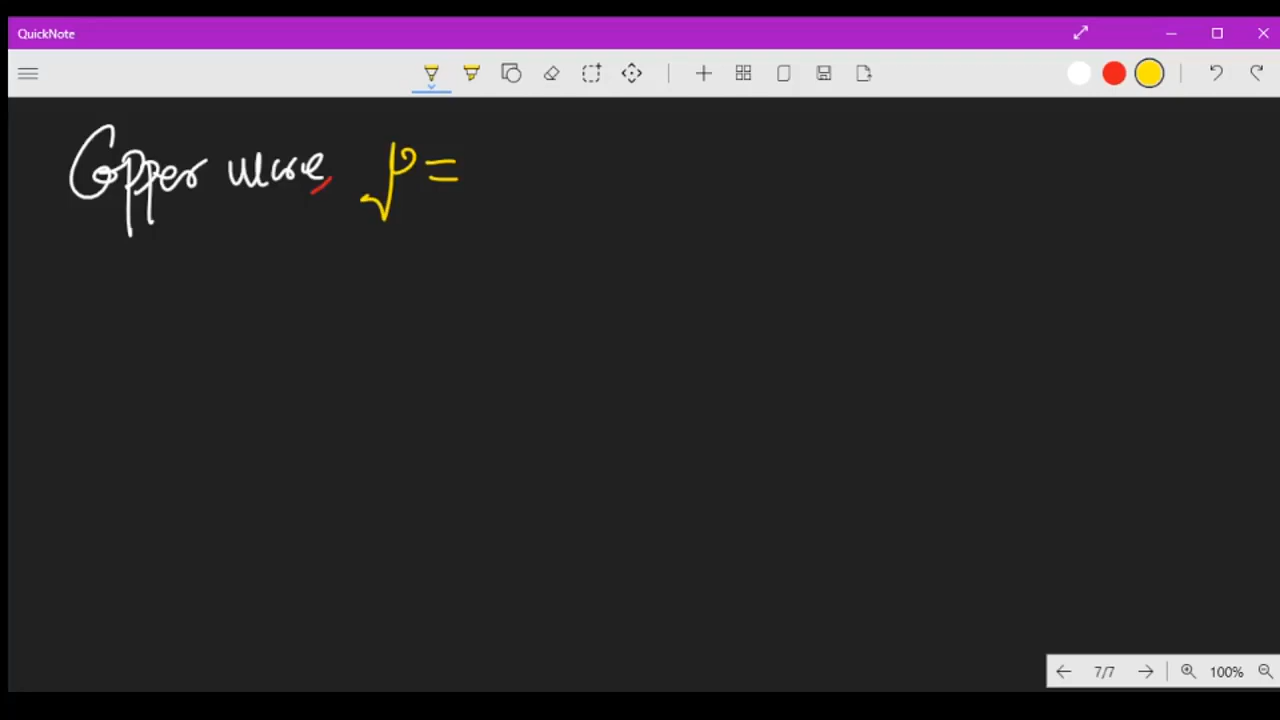 QuickNote
Copper wire, ρ =
7/7 100%